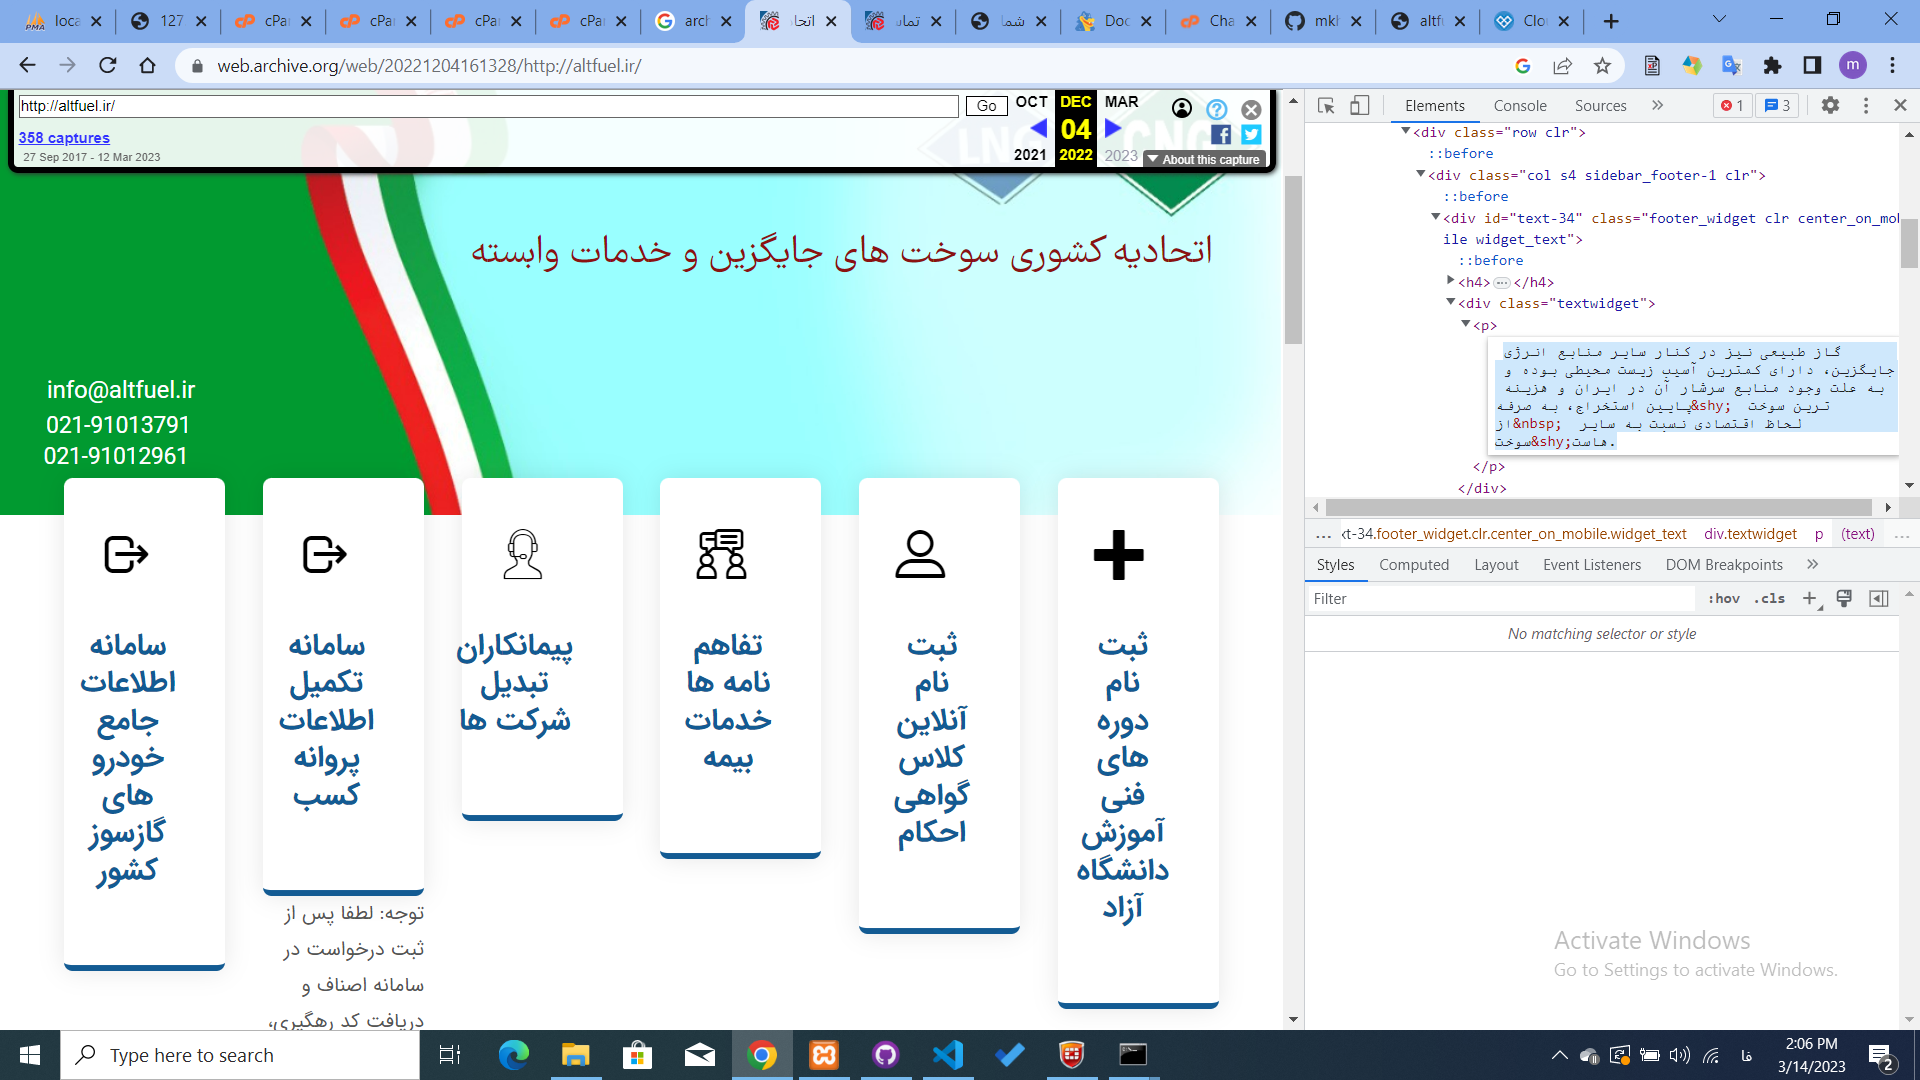 loca
127
cPa
cPa
cPa
cPa
arch
اتحاد
تماس
شما
Doc
Cha
mkh
altfu
Clou
web.archive.org/web/20221204161328/http://altfuel.ir/
m
http://altfuel.ir/
Go
OCT
DEC
MAR
04
358 captures
27 Sep 2017 - 12 Mar 2023
2021
2022
2023
About this capture
LNG
CNG
اتحادیه کشوری سوخت های جایگزین و خدمات وابسته
info@altfuel.ir
021-91013791
021-91012961
ثبت
نام
دوره
های
فنی
آموزش
دانشگاه
آزاد
ثبت
نام
آنلاین
کلاس
گواهی
احکام
تفاهم
نامه ها
خدمات
بیمه
پیمانکاران
تبدیل
شرکت ها
سامانه
تکمیل
اطلاعات
پروانه
کسب
توجه: لطفا پس از
ثبت درخواست در
سامانه اصناف و
دریافت کد رهگیری،
سامانه
اطلاعات
جامع
خودرو
های
گازسوز
کشور
Elements
Console
Sources
1
3
<div class="row clr">
::before
<div class="col s4 sidebar_footer-1 clr">
::before
<div id="text-34" class="footer_widget clr center_on_mob
ile widget_text">
::before
<h4>…</h4>
<div class="textwidget">
<p>
گاز طبیعی نیز در کنار سایر منابع انرژی
جایگزین، دارای کمترین آسیب زیست محیطی بوده و
به علت وجود منابع سرشار آن در ایران و هزینه
پایین استخراج، به صرفه&shy; ترین سوخت
از&nbsp; لحاظ اقتصادی نسبت به سایر
سوخت&shy;هاست.
</p>
</div>
… xt-34.footer_widget.clr.center_on_mobile.widget_text div.textwidget p (text) …
Styles
Computed
Layout
Event Listeners
DOM Breakpoints
Filter
:hov
.cls
No matching selector or style
Activate Windows
Go to Settings to activate Windows.
Type here to search
فا
2:06 PM
3/14/2023
2